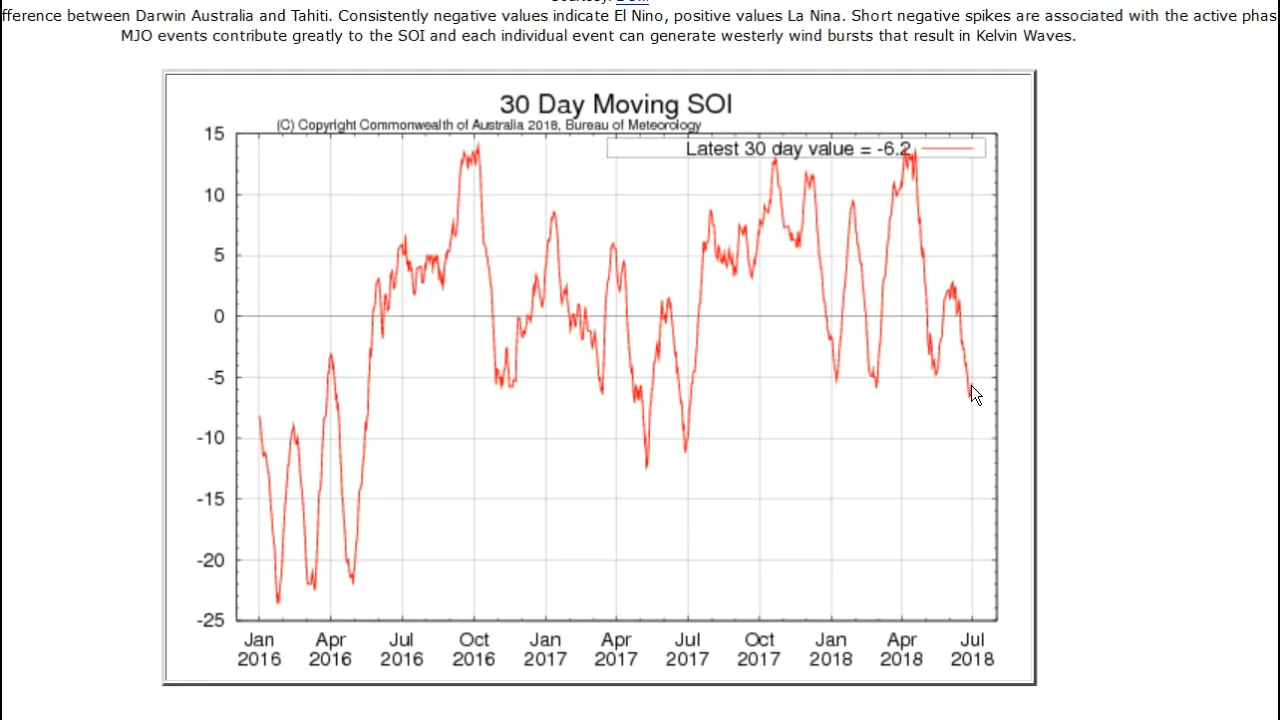 fference between Darwin Australia and Tahiti. Consistently negative values indicate El Nino, positive values La Nina. Short negative spikes are associated with the active phas
MJO events contribute greatly to the SOI and each individual event can generate westerly wind bursts that result in Kelvin Waves.
30 Day Moving SOI
(C) Copyright Commonwealth of Australia 2018, Bureau of Meteorology
Latest 30 day value = -6.2
15
10
5
0
-5
-10
-15
-20
-25
Jan Apr Jul Oct Jan Apr Jul Oct Jan Apr Jul
2016 2016 2016 2016 2017 2017 2017 2017 2018 2018 2018